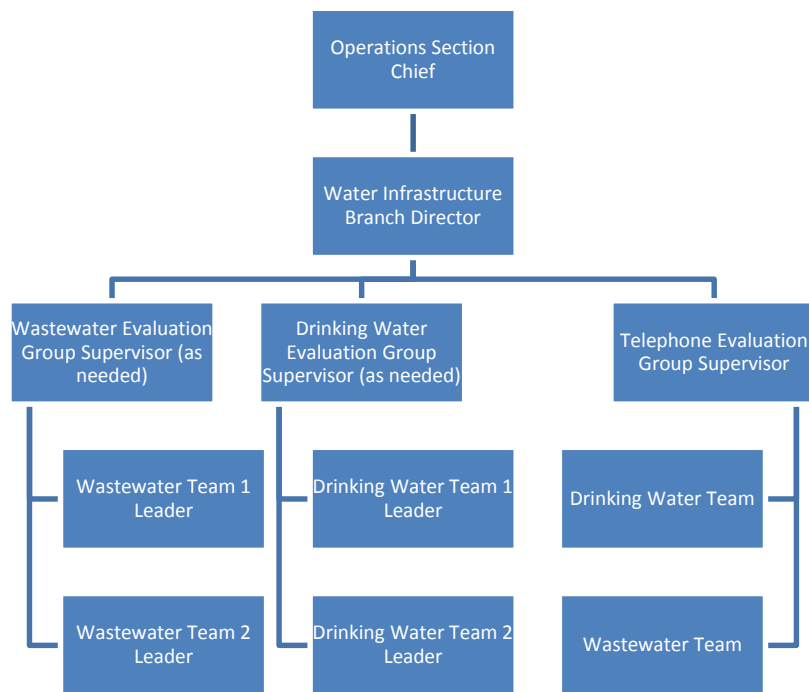 Operations Section
Chief
Water Infrastructure
Branch Director
Wastewater Evaluation
Group Supervisor (as
needed)
Drinking Water
Evaluation Group
Supervisor (as needed)
Telephone Evaluation
Group Supervisor
Wastewater Team 1
Leader
Drinking Water Team 1
Leader
Drinking Water Team
Wastewater Team 2
Leader
Drinking Water Team 2
Leader
Wastewater Team